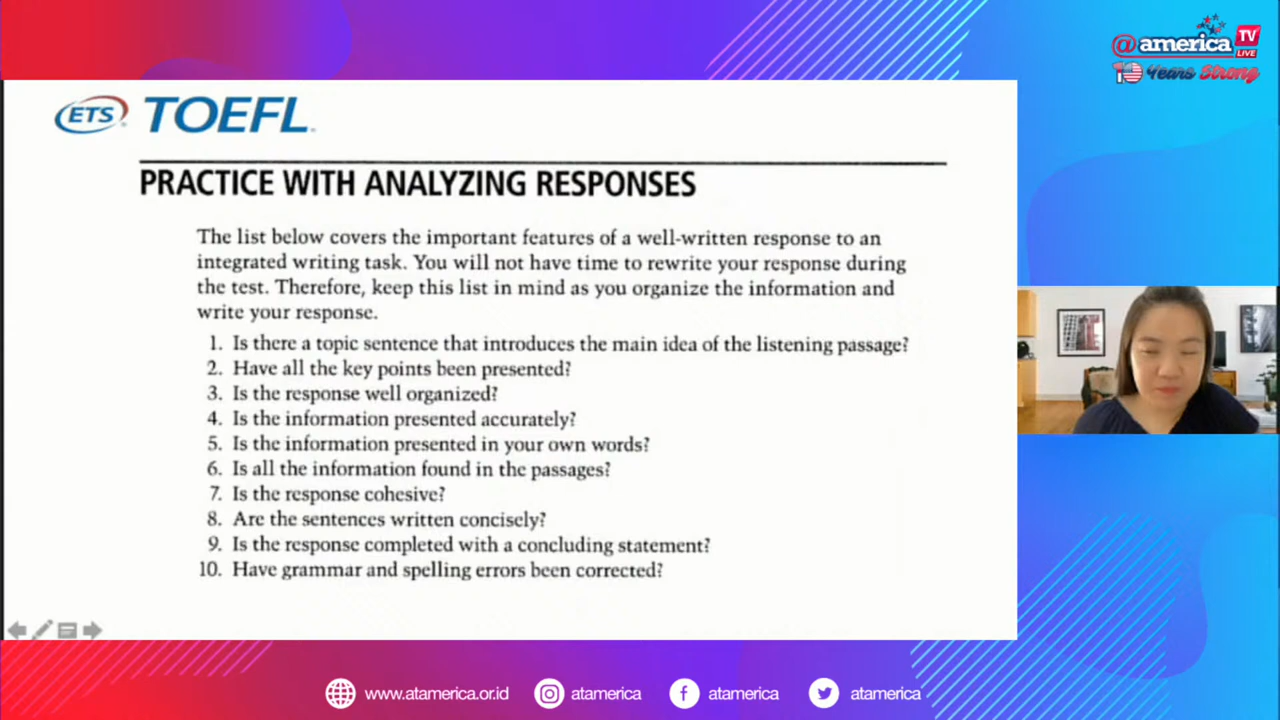 @america TV LIVE
10 Years Strong
ETS TOEFL
PRACTICE WITH ANALYZING RESPONSES
The list below covers the important features of a well-written response to an
integrated writing task. You will not have time to rewrite your response during
the test. Therefore, keep this list in mind as you organize the information and
write your response.
1. Is there a topic sentence that introduces the main idea of the listening passage?
2. Have all the key points been presented?
3. Is the response well organized?
4. Is the information presented accurately?
5. Is the information presented in your own words?
6. Is all the information found in the passages?
7. Is the response cohesive?
8. Are the sentences written concisely?
9. Is the response completed with a concluding statement?
10. Have grammar and spelling errors been corrected?
www.atamerica.or.id atamerica atamerica atamerica